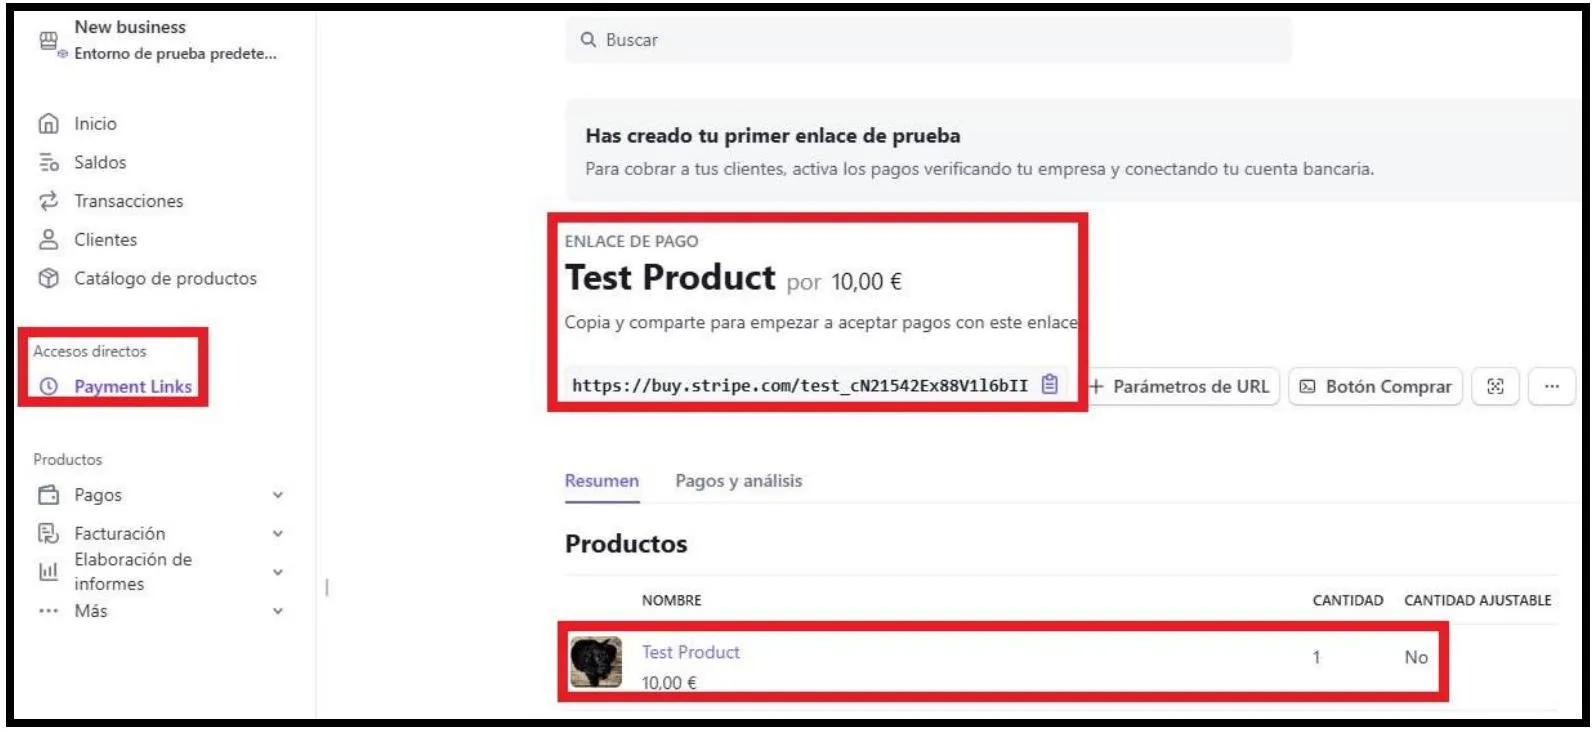 New business
Entorno de prueba predete...
Buscar
Inicio
Saldos
Transacciones
Clientes
Catálogo de productos
Accesos directos
Payment Links
Productos
Pagos
Facturación
Elaboración de
informes
Más
Has creado tu primer enlace de prueba
Para cobrar a tus clientes, activa los pagos verificando tu empresa y conectando tu cuenta bancaria.
ENLACE DE PAGO
Test Product por 10,00 €
Copia y comparte para empezar a aceptar pagos con este enlace
https://buy.stripe.com/test_cN21542Ex88V1l6bII
+ Parámetros de URL
Botón Comprar
Resumen Pagos y análisis
Productos
NOMBRE CANTIDAD CANTIDAD AJUSTABLE
Test Product 1 No
10,00 €